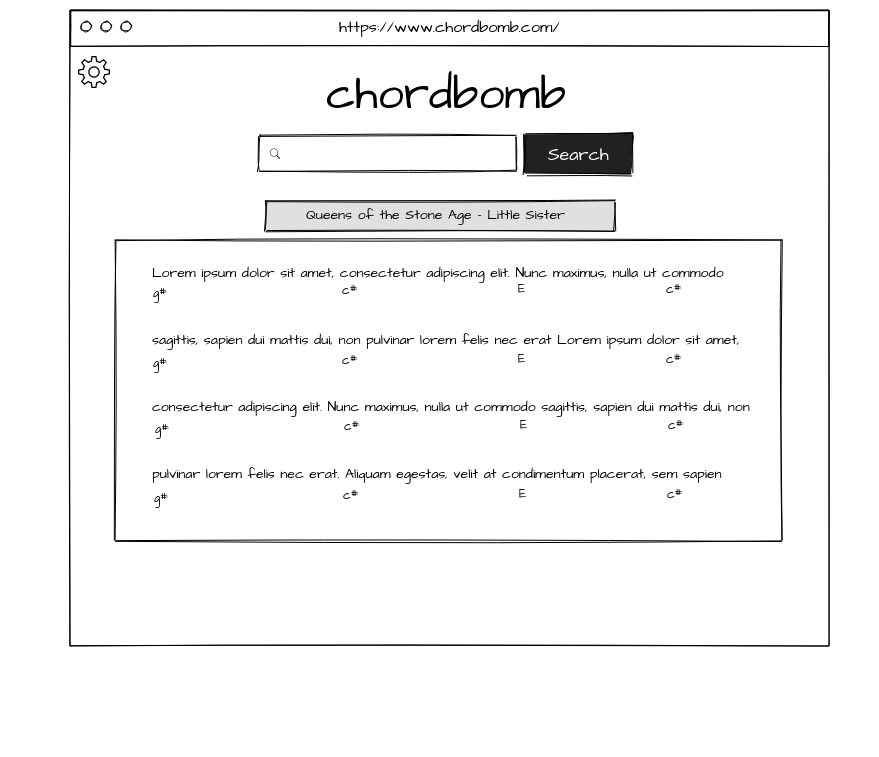 https://www.chordbomb.com/
chordbomb
Search
Queens of the Stone Age - Little Sister
Lorem ipsum dolor sit amet, consectetur adipiscing elit. Nunc maximus, nulla ut commodo
g# c# E c#
sagittis, sapien dui mattis dui, non pulvinar lorem felis nec erat Lorem ipsum dolor sit amet,
g# c# E c#
consectetur adipiscing elit. Nunc maximus, nulla ut commodo sagittis, sapien dui mattis dui, non
g# c# E c#
pulvinar lorem felis nec erat. Aliquam egestas, velit at condimentum placerat, sem sapien
g# c# E c#